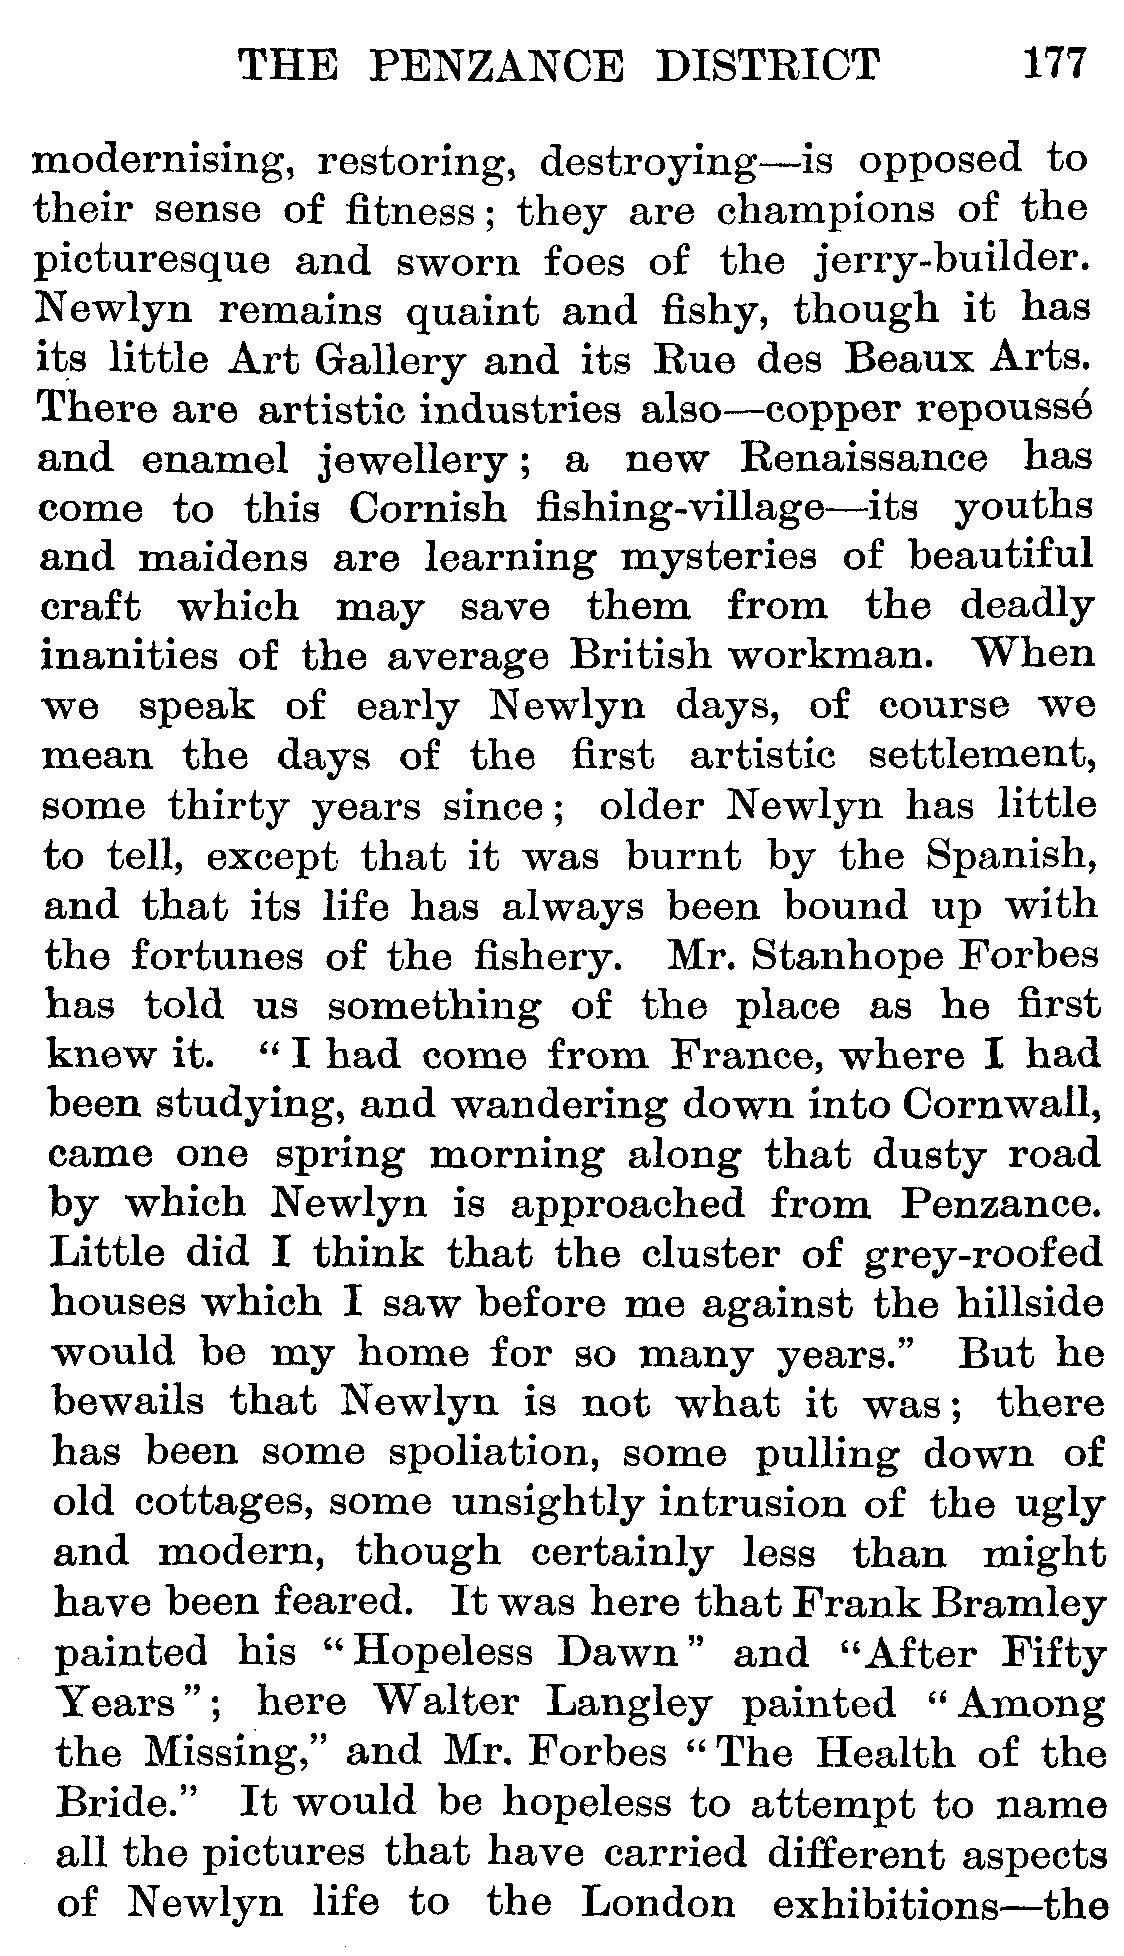 THE PENZANCE DISTRICT 177
modernising, restoring, destroying—is opposed to
their sense of fitness; they are champions of the
picturesque and sworn foes of the jerry-builder.
Newlyn remains quaint and fishy, though it has
its little Art Gallery and its Rue des Beaux Arts.
There are artistic industries also—copper repoussé
and enamel jewellery; a new Renaissance has
come to this Cornish fishing-village—its youths
and maidens are learning mysteries of beautiful
craft which may save them from the deadly
inanities of the average British workman. When
we speak of early Newlyn days, of course we
mean the days of the first artistic settlement,
some thirty years since; older Newlyn has little
to tell, except that it was burnt by the Spanish,
and that its life has always been bound up with
the fortunes of the fishery. Mr. Stanhope Forbes
has told us something of the place as he first
knew it. "I had come from France, where I had
been studying, and wandering down into Cornwall,
came one spring morning along that dusty road
by which Newlyn is approached from Penzance.
Little did I think that the cluster of grey-roofed
houses which I saw before me against the hillside
would be my home for so many years." But he
bewails that Newlyn is not what it was; there
has been some spoliation, some pulling down of
old cottages, some unsightly intrusion of the ugly
and modern, though certainly less than might
have been feared. It was here that Frank Bramley
painted his "Hopeless Dawn" and "After Fifty
Years"; here Walter Langley painted "Among
the Missing," and Mr. Forbes "The Health of the
Bride." It would be hopeless to attempt to name
all the pictures that have carried different aspects
of Newlyn life to the London exhibitions—the